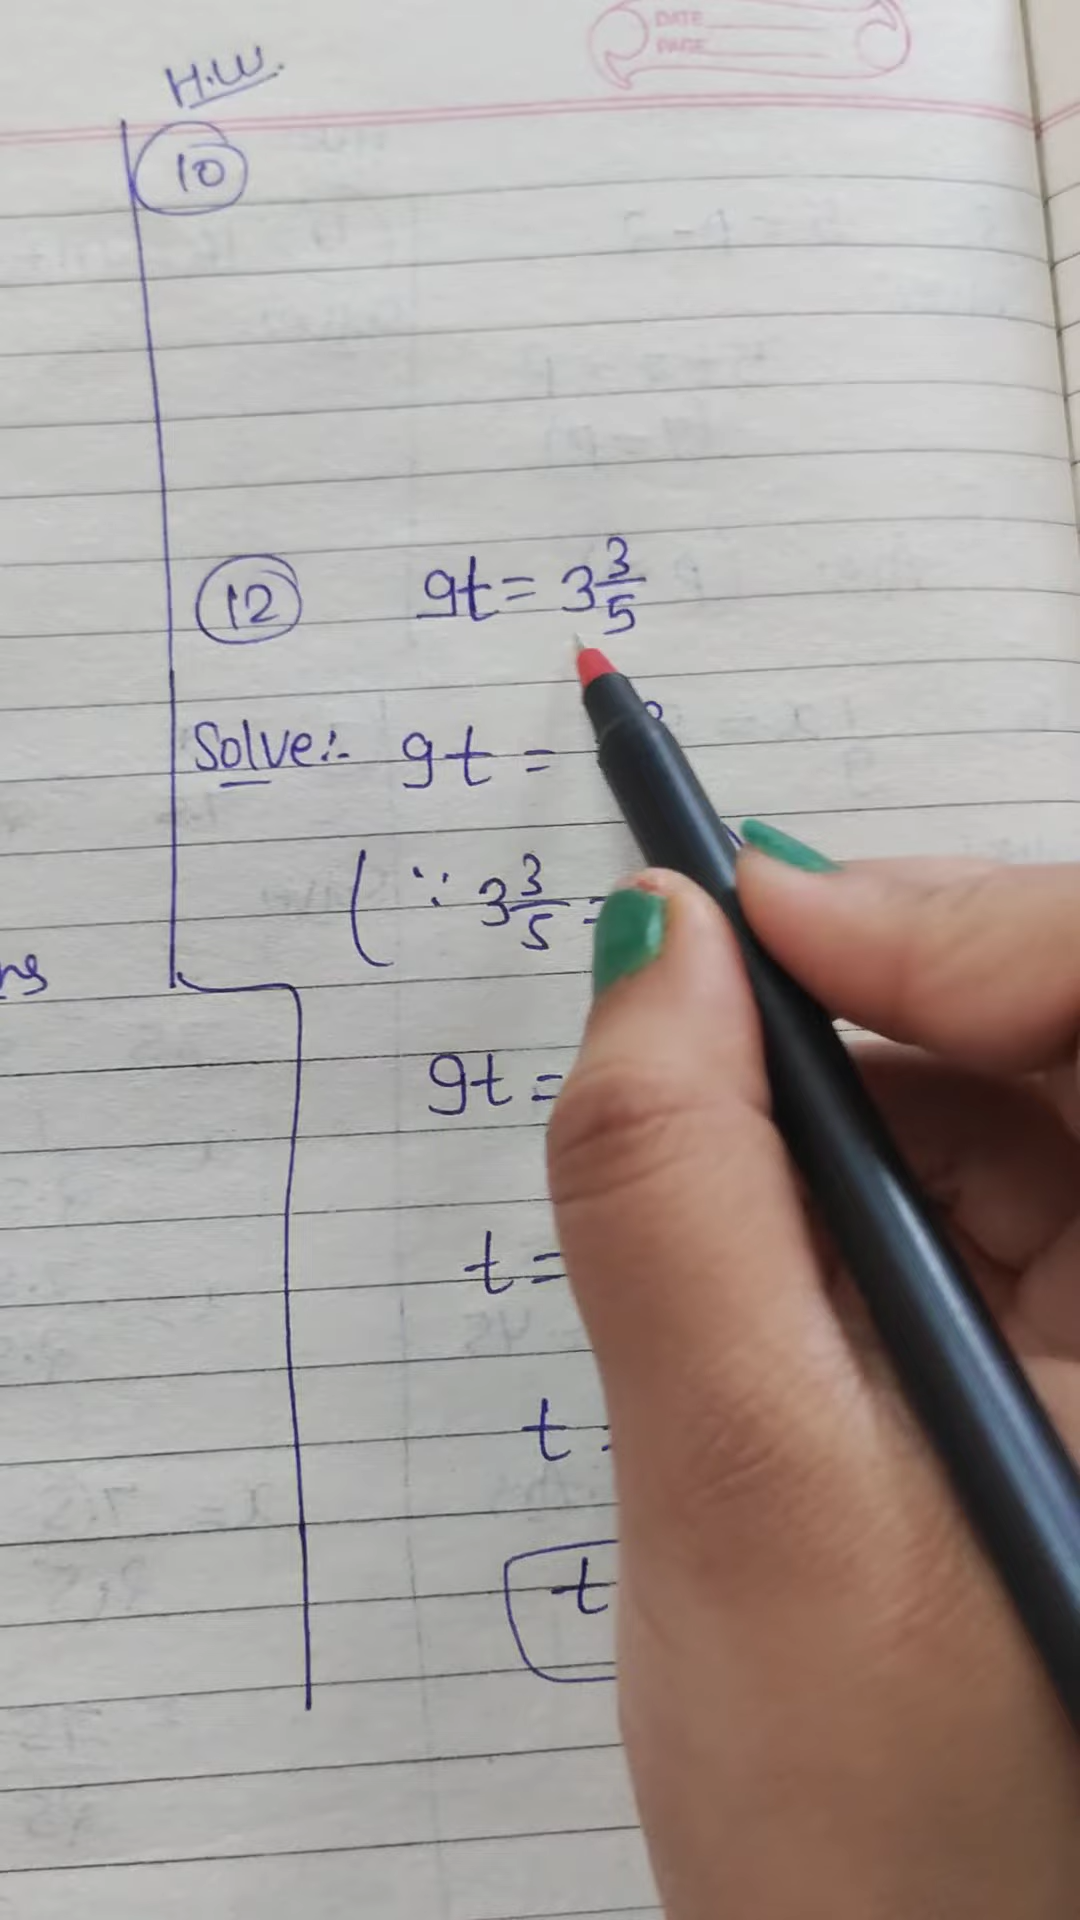 DATE
PAGE
H.W.
10
12 9t = 3 3/5
Solve:- 9t =
(∵ 3 3/5 =
9t =
t =
t =
t